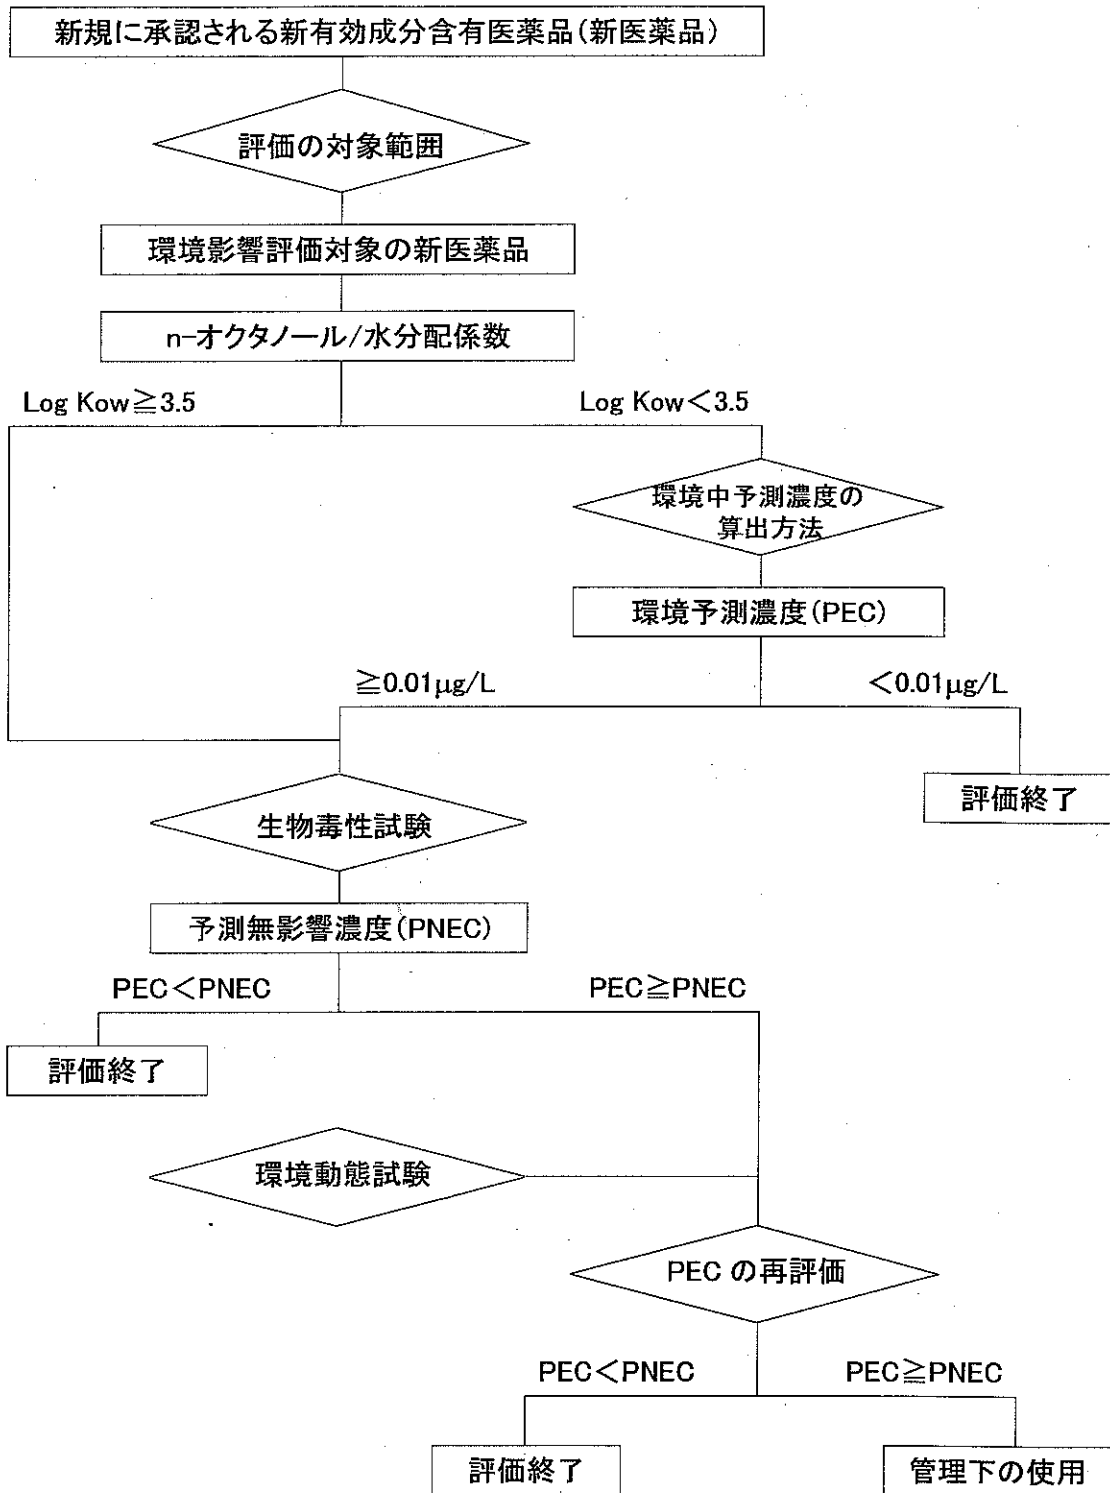 新規に承認される新有効成分含有医薬品(新医薬品)
評価の対象範囲
環境影響評価対象の新医薬品
n-オクタノール/水分配係数
Log Kow≧3.5
Log Kow<3.5
環境中予測濃度の
算出方法
環境予測濃度(PEC)
≧0.01μg/L
<0.01μg/L
評価終了
生物毒性試験
予測無影響濃度(PNEC)
PEC<PNEC
PEC≧PNEC
評価終了
環境動態試験
PEC の再評価
PEC<PNEC
PEC≧PNEC
評価終了
管理下の使用